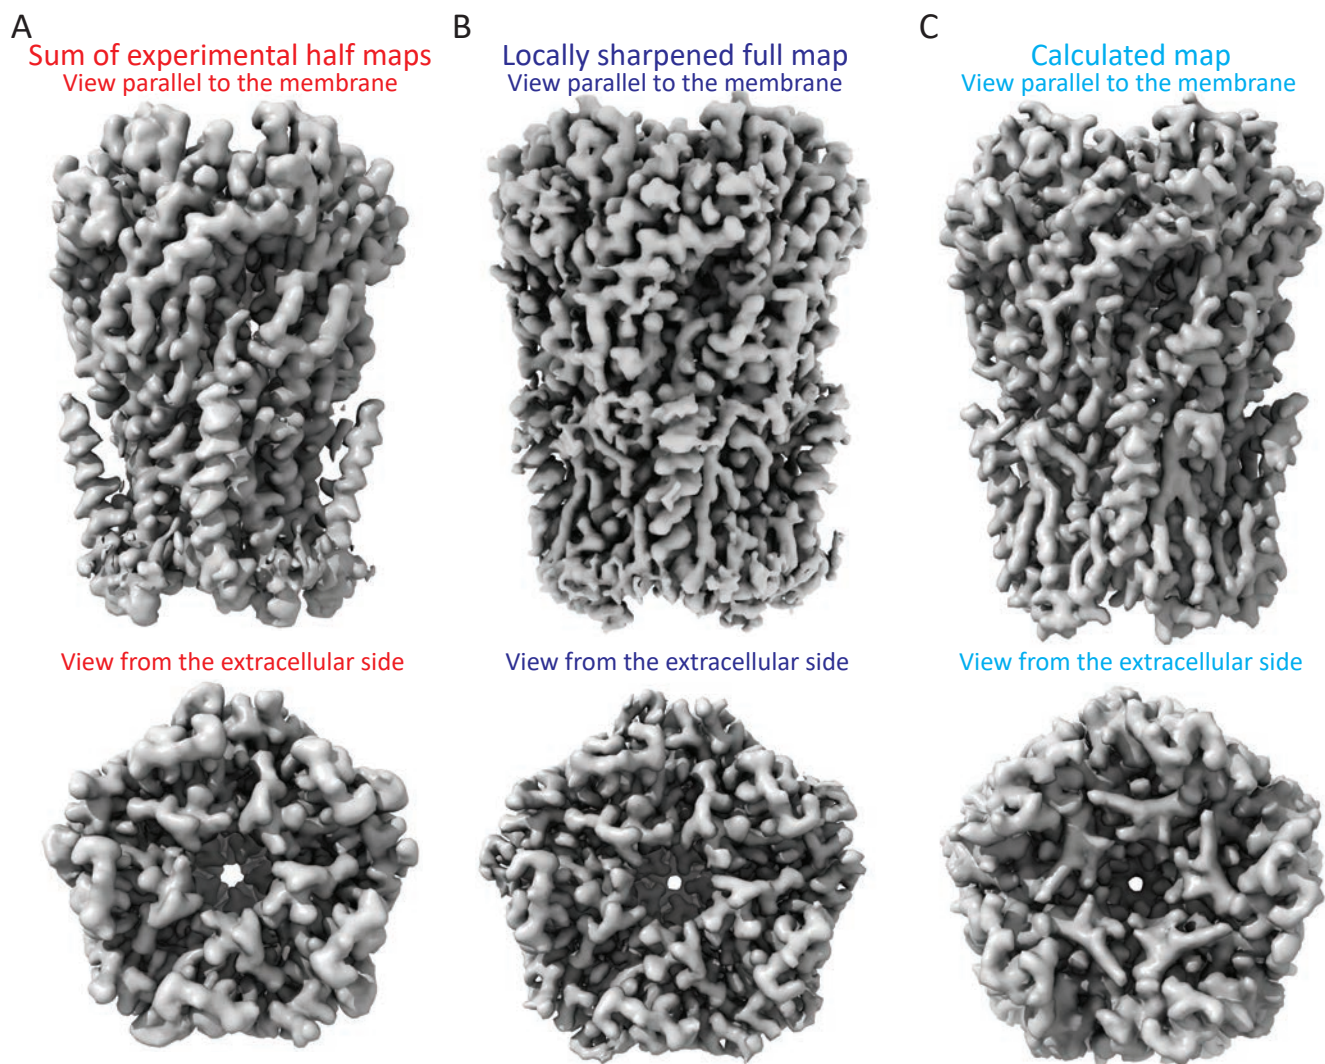 A
Sum of experimental half maps
View parallel to the membrane
B
Locally sharpened full map
View parallel to the membrane
C
Calculated map
View parallel to the membrane
View from the extracellular side
View from the extracellular side
View from the extracellular side